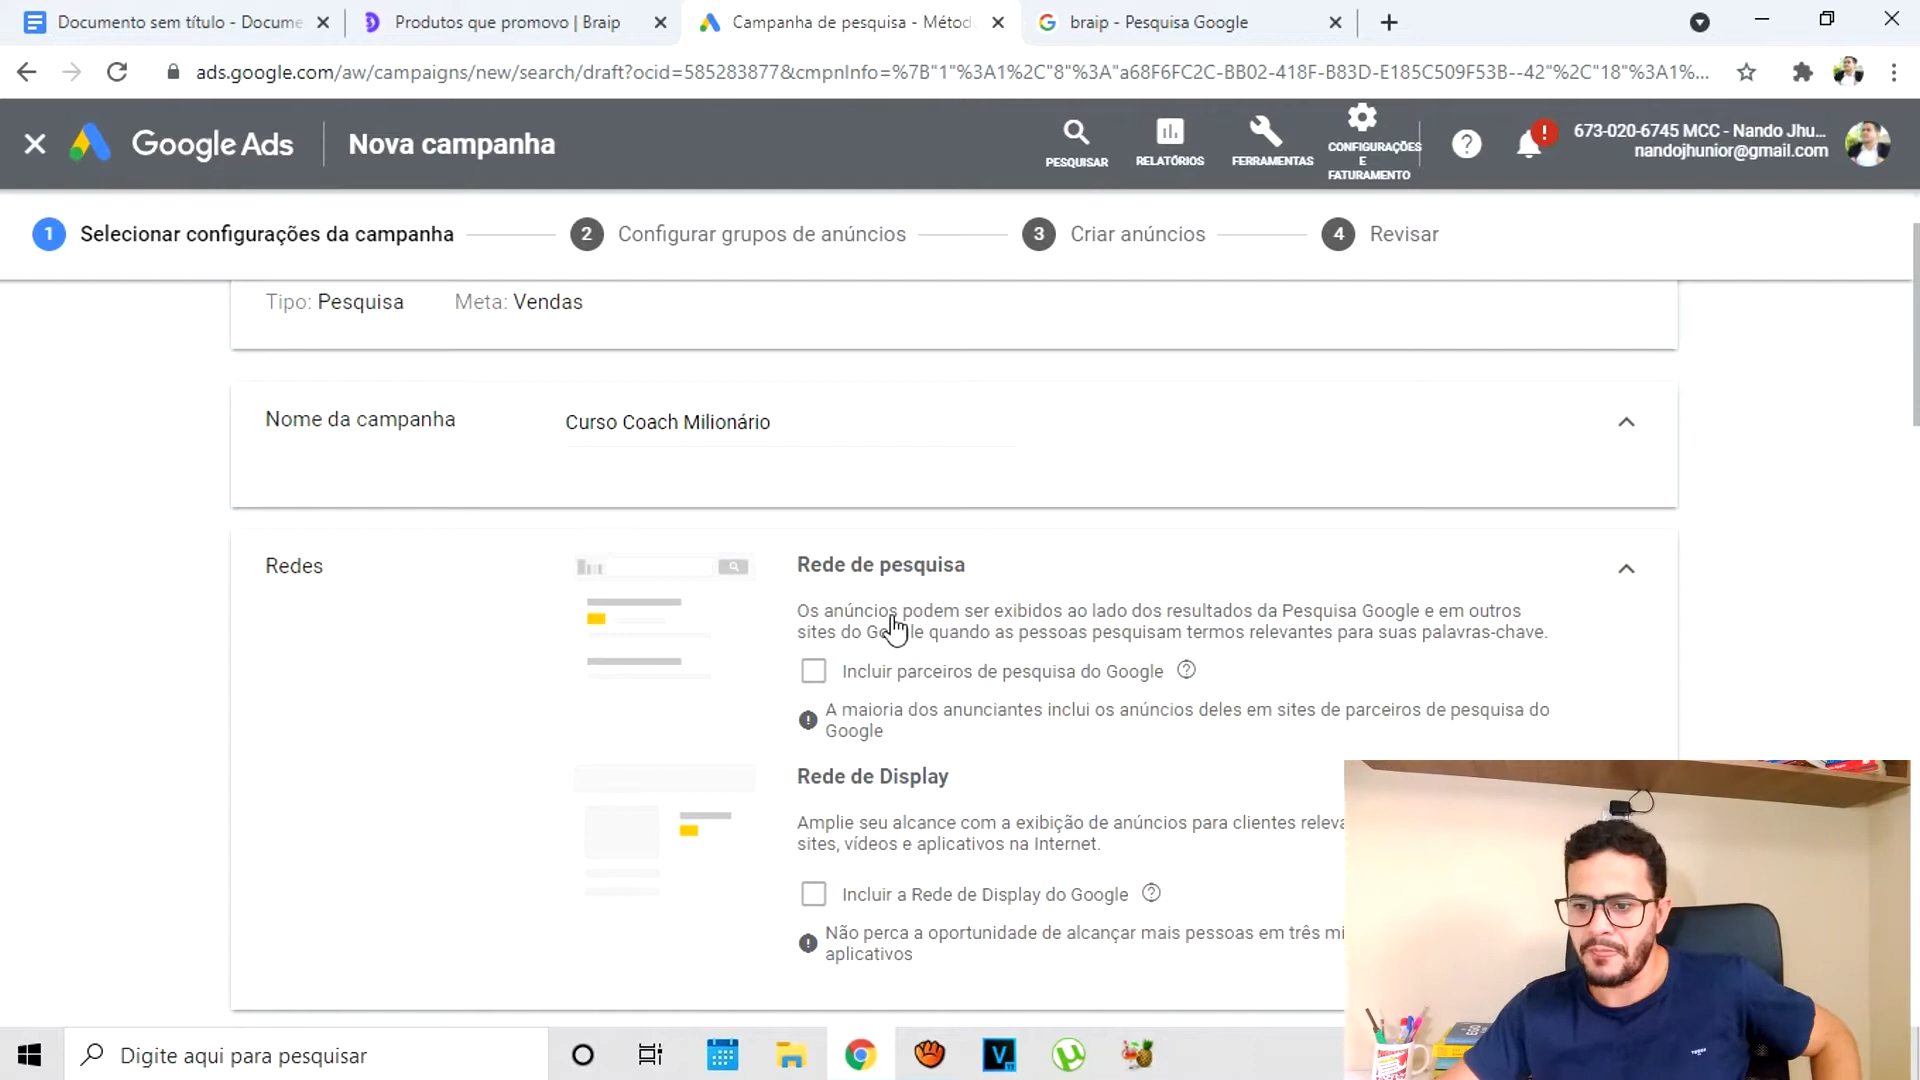 Documento sem título - Docume
Produtos que promovo | Braip
Campanha de pesquisa - Métod
braip - Pesquisa Google
ads.google.com/aw/campaigns/new/search/draft?ocid=585283877&cmpnInfo=%7B"1"%3A1%2C"8"%3A"a68F6FC2C-BB02-418F-B83D-E185C509F53B--42"%2C"18"%3A1%...
Google Ads
Nova campanha
PESQUISAR
RELATÓRIOS
FERRAMENTAS
CONFIGURAÇÕES
E
FATURAMENTO
673-020-6745 MCC - Nando Jhu...
nandojhunior@gmail.com
1 Selecionar configurações da campanha
2 Configurar grupos de anúncios
3 Criar anúncios
4 Revisar
Tipo: Pesquisa Meta: Vendas
Nome da campanha
Curso Coach Milionário
Redes
Rede de pesquisa
Os anúncios podem ser exibidos ao lado dos resultados da Pesquisa Google e em outros
sites do Google quando as pessoas pesquisam termos relevantes para suas palavras-chave.
Incluir parceiros de pesquisa do Google
A maioria dos anunciantes inclui os anúncios deles em sites de parceiros de pesquisa do
Google
Rede de Display
Amplie seu alcance com a exibição de anúncios para clientes releva
sites, vídeos e aplicativos na Internet.
Incluir a Rede de Display do Google
Não perca a oportunidade de alcançar mais pessoas em três mi
aplicativos
Digite aqui para pesquisar